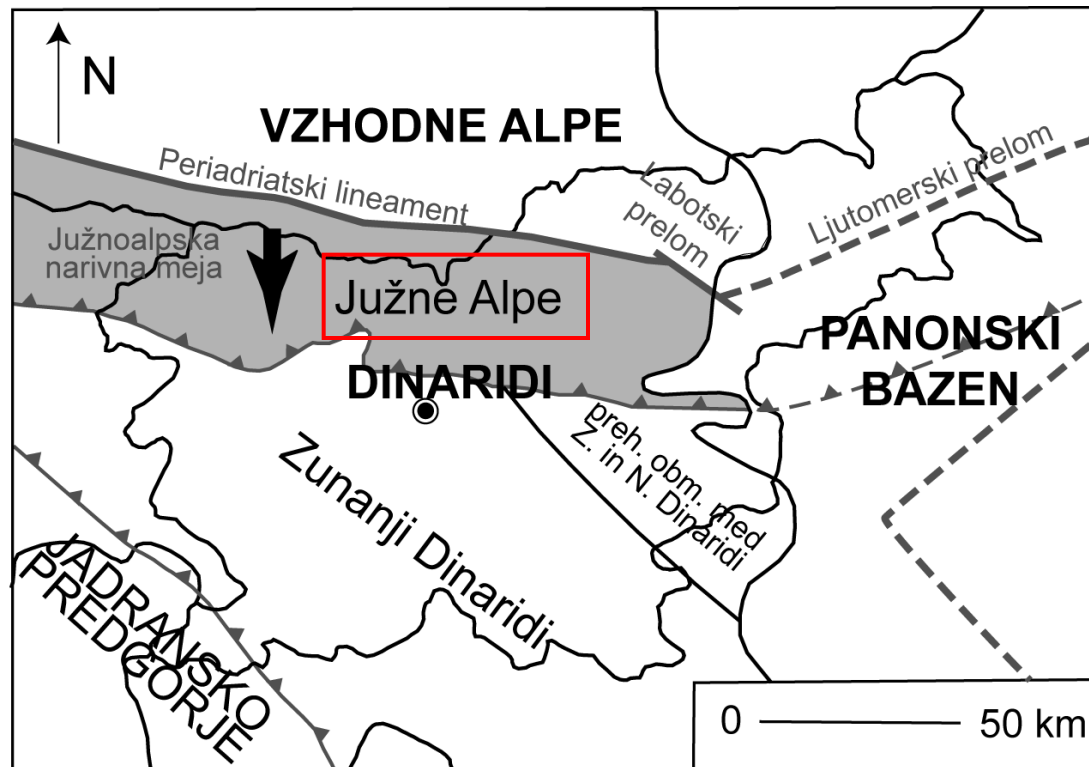 N
VZHODNE ALPE
Periadriatski lineament
Labotski
prelom
Ljutomerski prelom
Južnoalpska
narivna meja
Južne Alpe
PANONSKI
BAZEN
DINARIDI
preh. obm. med
Z. in N. Dinaridi
Zunanji Dinaridi
JADRANSKO
PREDGORJE
0 50 km